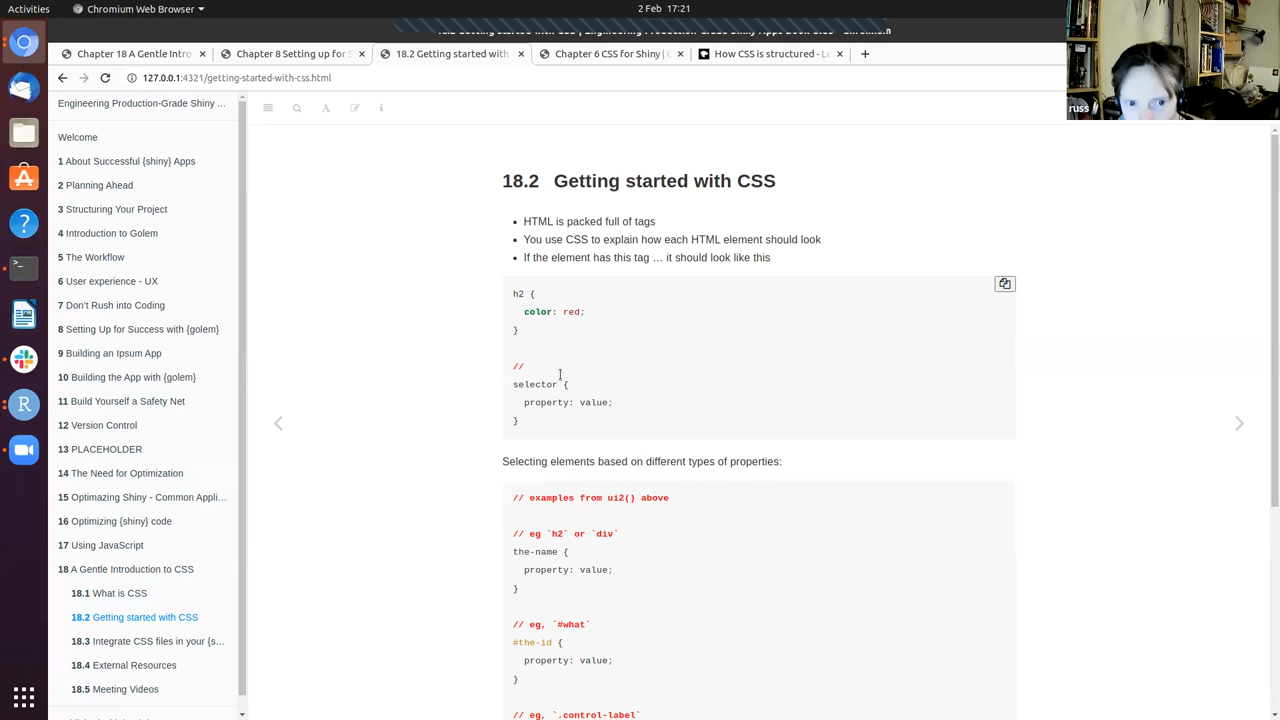 Activities
Chromium Web Browser
2 Feb 17:21
Chapter 18 A Gentle Intro
Chapter 8 Setting up for S
18.2 Getting started with
Chapter 6 CSS for Shiny | O
How CSS is structured - Le
127.0.0.1:4321/getting-started-with-css.html
russ
Engineering Production-Grade Shiny ...
Welcome
1 About Successful {shiny} Apps
2 Planning Ahead
3 Structuring Your Project
4 Introduction to Golem
5 The Workflow
6 User experience - UX
7 Don't Rush into Coding
8 Setting Up for Success with {golem}
9 Building an Ipsum App
10 Building the App with {golem}
11 Build Yourself a Safety Net
12 Version Control
13 PLACEHOLDER
14 The Need for Optimization
15 Optimazing Shiny - Common Appli...
16 Optimizing {shiny} code
17 Using JavaScript
18 A Gentle Introduction to CSS
18.1 What is CSS
18.2 Getting started with CSS
18.3 Integrate CSS files in your {s...
18.4 External Resources
18.5 Meeting Videos
18.2 Getting started with CSS
• HTML is packed full of tags
• You use CSS to explain how each HTML element should look
• If the element has this tag … it should look like this
h2 {
color: red;
}
//
selector {
property: value;
}
Selecting elements based on different types of properties:
// examples from ui2() above
// eg `h2` or `div`
the-name {
property: value;
}
// eg, `#what`
#the-id {
property: value;
}
// eg, `.control-label`